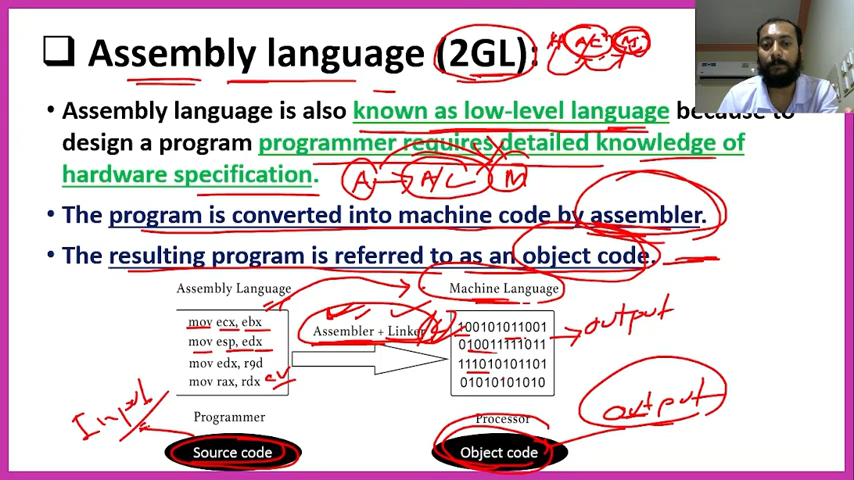 ❑ Assembly language (2GL):
A/L
• Assembly language is also known as low-level language because to
design a program programmer requires detailed knowledge of
hardware specification.
A → A/L M
• The program is converted into machine code by assembler.
• The resulting program is referred to as an object code.
Assembly Language Machine Language
mov ecx, ebx
mov esp, edx
mov edx, r9d
mov rax, rdx
Assembler + Linker
100101011001
010011111011
111010101101
01010101010
output
Input
output
Programmer Processor
Source code Object code